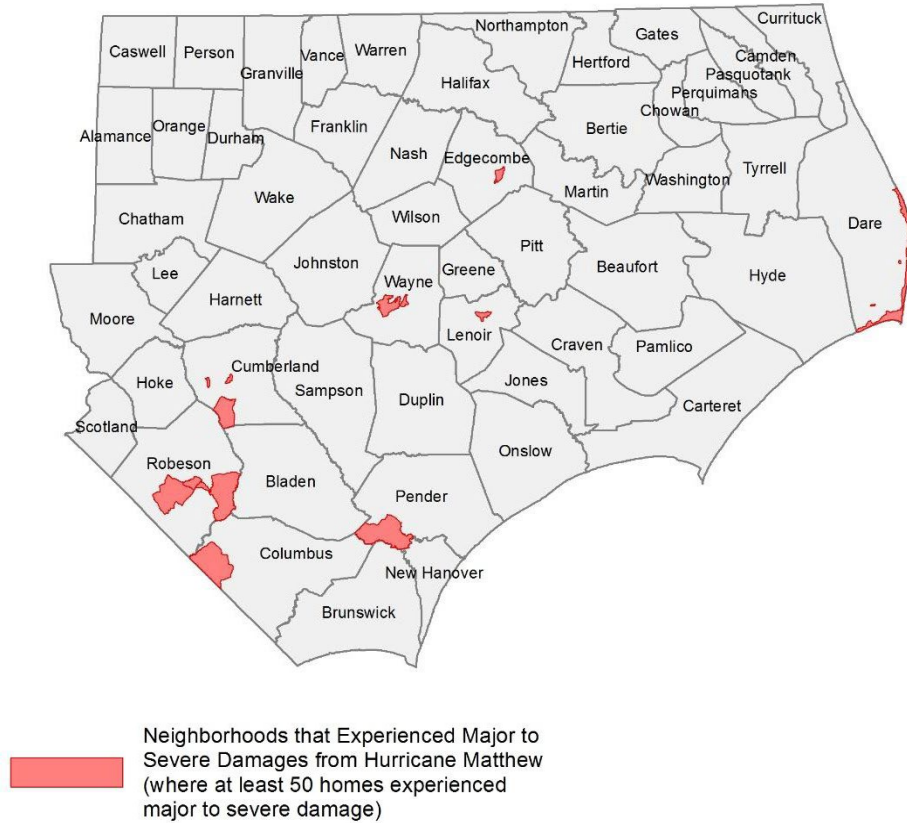 Northampton
Currituck
Gates
Caswell
Person
Vance
Warren
Granville
Hertford
Camden
Halifax
Pasquotank
Perquimans
Chowan
Alamance
Orange
Durham
Franklin
Bertie
Nash
Edgecombe
Martin
Washington
Tyrrell
Wake
Chatham
Wilson
Dare
Pitt
Johnston
Greene
Beaufort
Hyde
Lee
Wayne
Harnett
Moore
Lenoir
Craven
Pamlico
Cumberland
Sampson
Hoke
Jones
Duplin
Carteret
Scotland
Onslow
Robeson
Bladen
Pender
Columbus
New Hanover
Brunswick
Neighborhoods that Experienced Major to
Severe Damages from Hurricane Matthew
(where at least 50 homes experienced
major to severe damage)